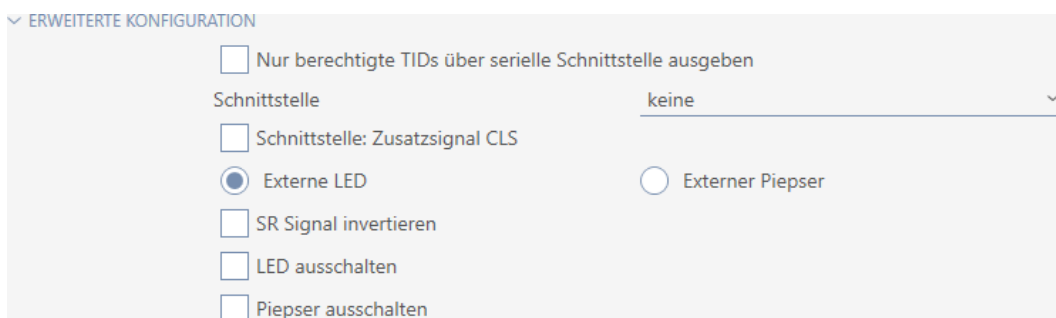 ERWEITERTE KONFIGURATION
Nur berechtigte TIDs über serielle Schnittstelle ausgeben
Schnittstelle keine
Schnittstelle: Zusatzsignal CLS
Externe LED Externer Piepser
SR Signal invertieren
LED ausschalten
Piepser ausschalten